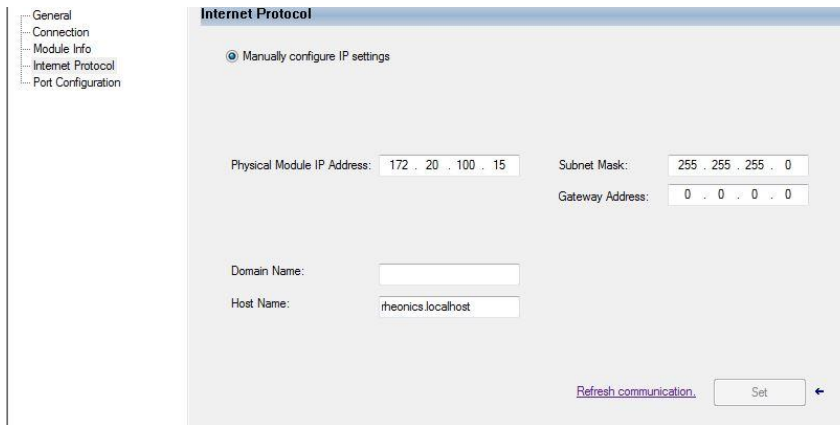 General
Connection
Module Info
Internet Protocol
Port Configuration
Internet Protocol
Manually configure IP settings
Physical Module IP Address: 172 . 20 . 100 . 15
Subnet Mask: 255 . 255 . 255 . 0
Gateway Address: 0 . 0 . 0 . 0
Domain Name:
Host Name: rheonics.localhost
Refresh communication. Set